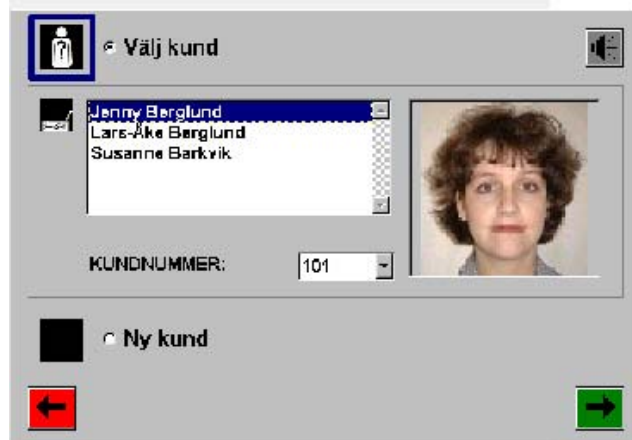 Välj kund
Jenny Berglund
Lars-Åke Berglund
Susanne Barkvik
KUNDNUMMER:
101
Ny kund